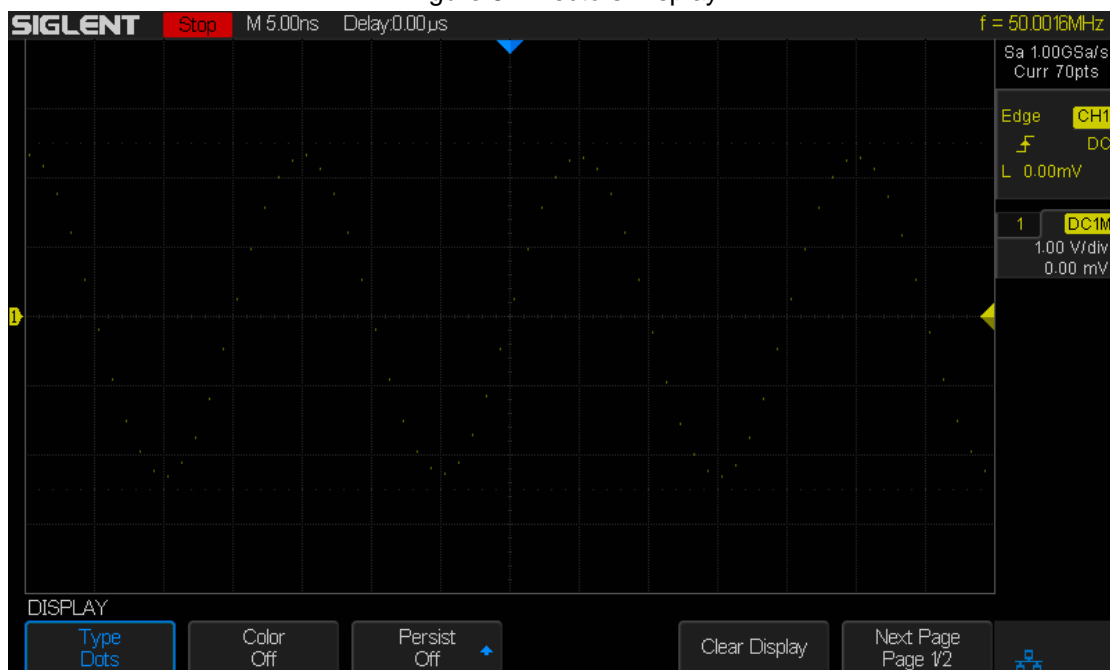 SIGLENT Stop M 5.00ns Delay:0.00µs f = 50.0016MHz
Sa 1.00GSa/s
Curr 70pts
Edge CH1
DC
L 0.00mV
1 DC1M
1.00 V/div
0.00 mV
1
DISPLAY
Type
Dots
Color
Off
Persist
Off
Clear Display
Next Page
Page 1/2